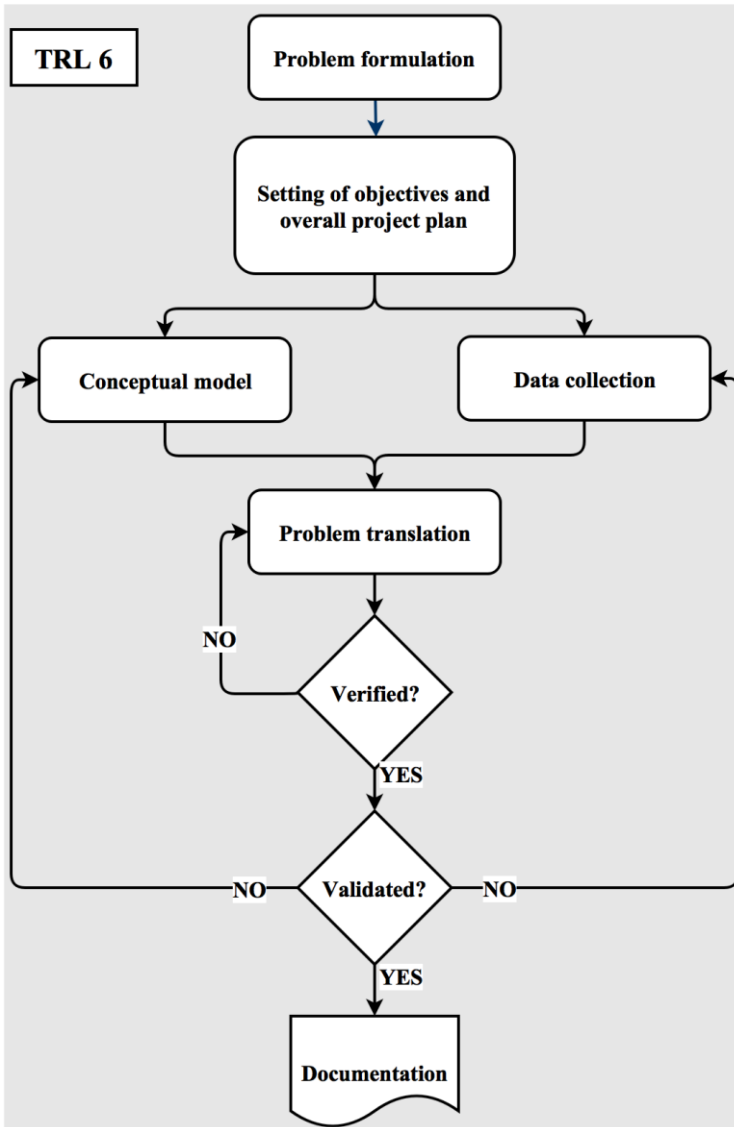 TRL 6
Problem formulation
Setting of objectives and
overall project plan
Conceptual model
Data collection
Problem translation
NO
Verified?
YES
NO
Validated?
NO
YES
Documentation